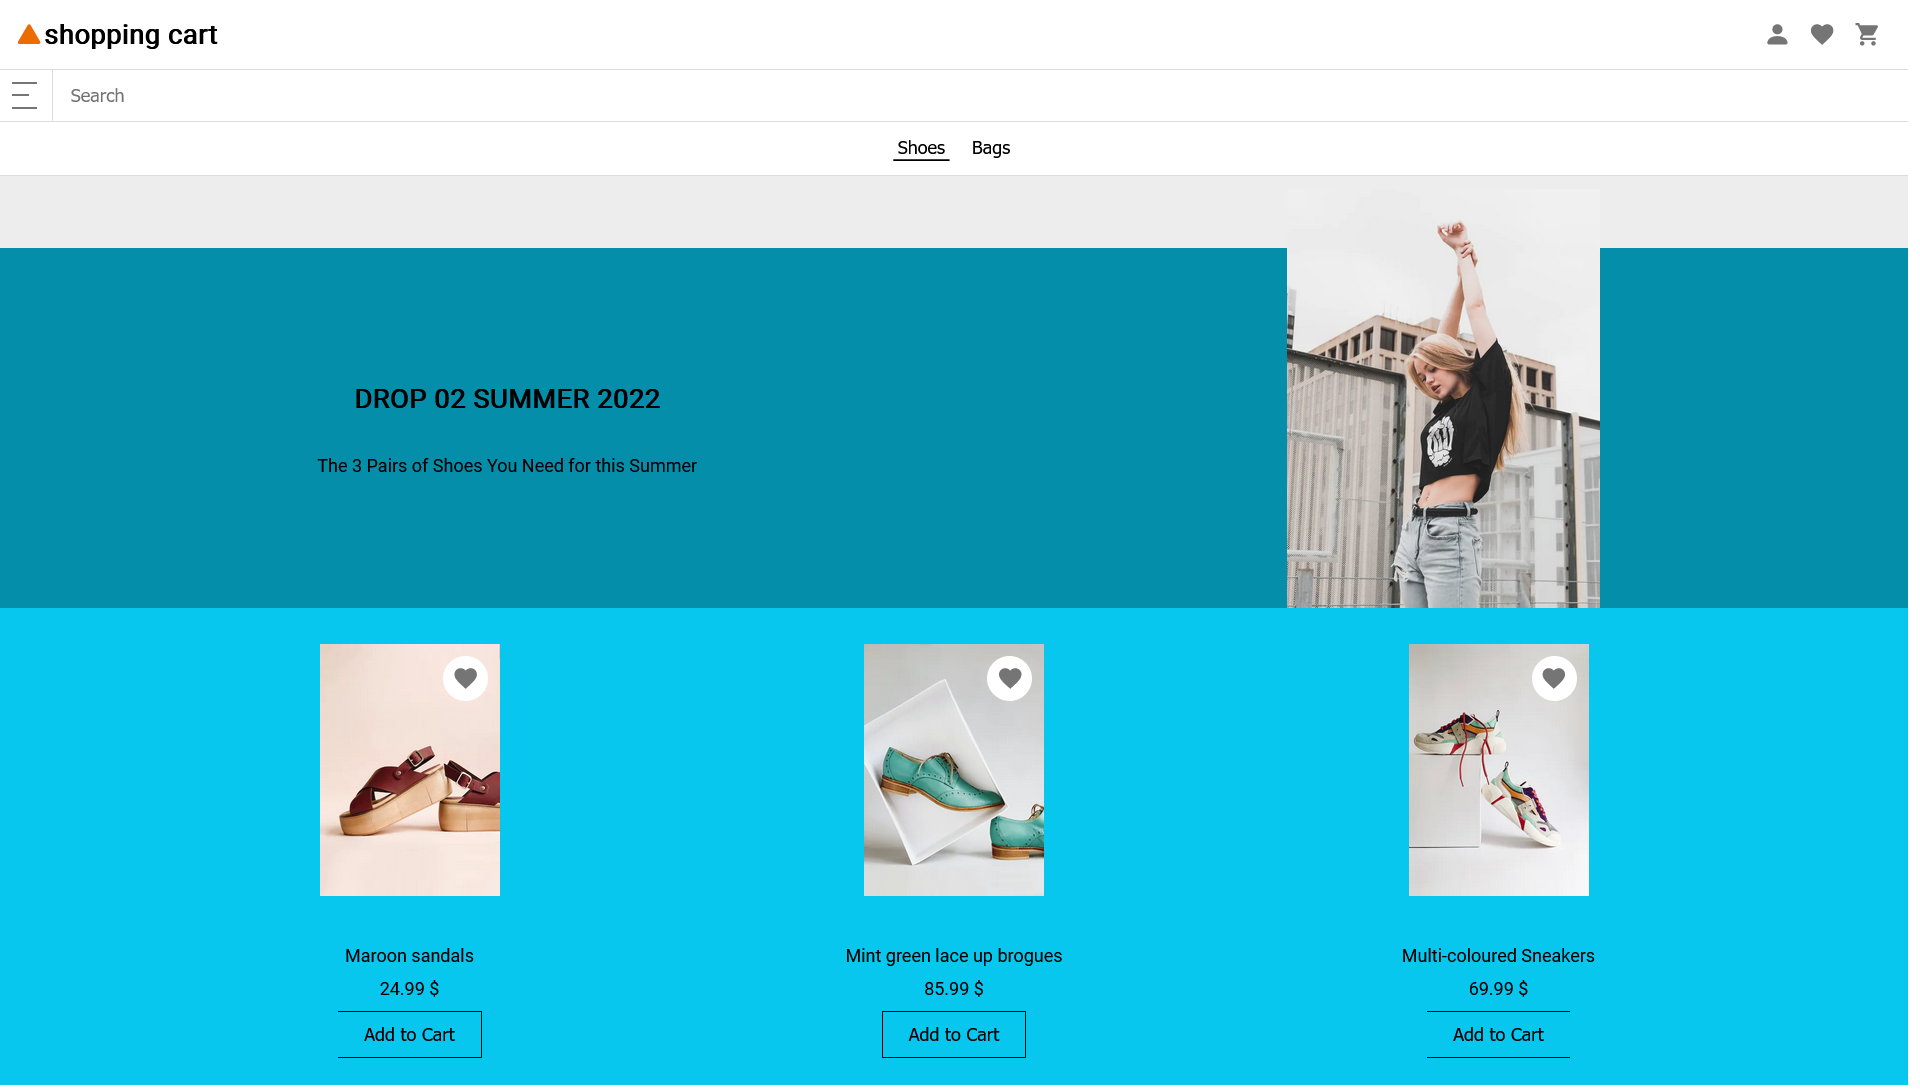 shopping cart
Search
Shoes Bags
DROP 02 SUMMER 2022
The 3 Pairs of Shoes You Need for this Summer
Maroon sandals
24.99 $
Add to Cart
Mint green lace up brogues
85.99 $
Add to Cart
Multi-coloured Sneakers
69.99 $
Add to Cart